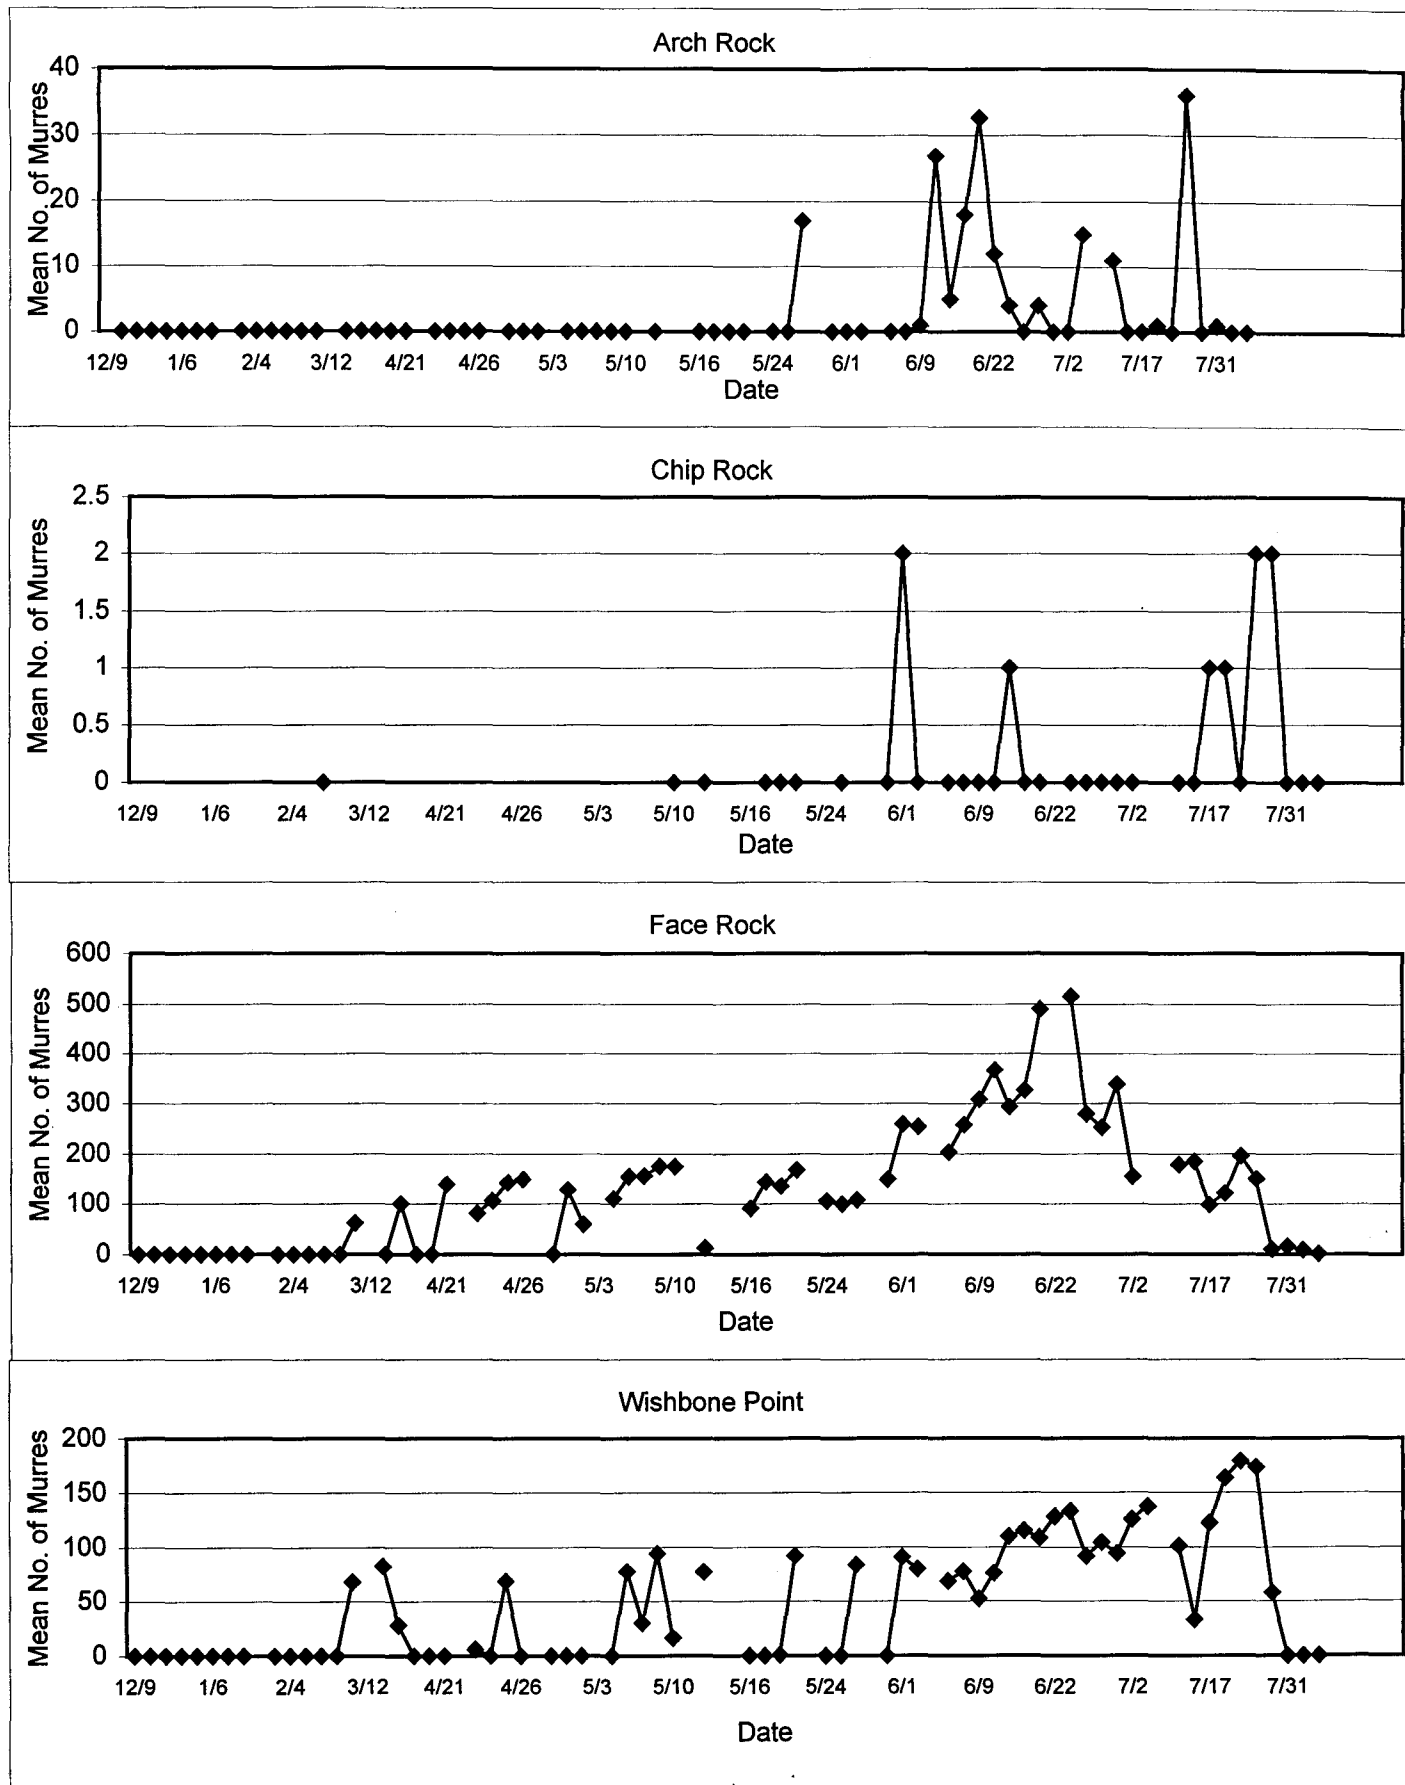 Arch Rock
Mean No. of Murres
40
30
20
10
0
12/9 1/6 2/4 3/12 4/21 4/26 5/3 5/10 5/16 5/24 6/1 6/9 6/22 7/2 7/17 7/31
Date
Chip Rock
Mean No. of Murres
2.5
2
1.5
1
0.5
0
12/9 1/6 2/4 3/12 4/21 4/26 5/3 5/10 5/16 5/24 6/1 6/9 6/22 7/2 7/17 7/31
Date
Face Rock
Mean No. of Murres
600
500
400
300
200
100
0
12/9 1/6 2/4 3/12 4/21 4/26 5/3 5/10 5/16 5/24 6/1 6/9 6/22 7/2 7/17 7/31
Date
Wishbone Point
Mean No. of Murres
200
150
100
50
0
12/9 1/6 2/4 3/12 4/21 4/26 5/3 5/10 5/16 5/24 6/1 6/9 6/22 7/2 7/17 7/31
Date